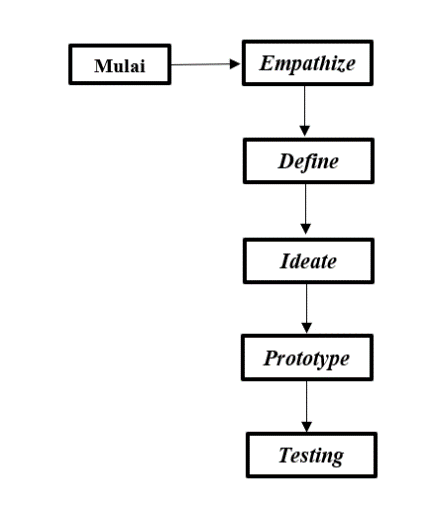 Mulai
Empathize
Define
Ideate
Prototype
Testing